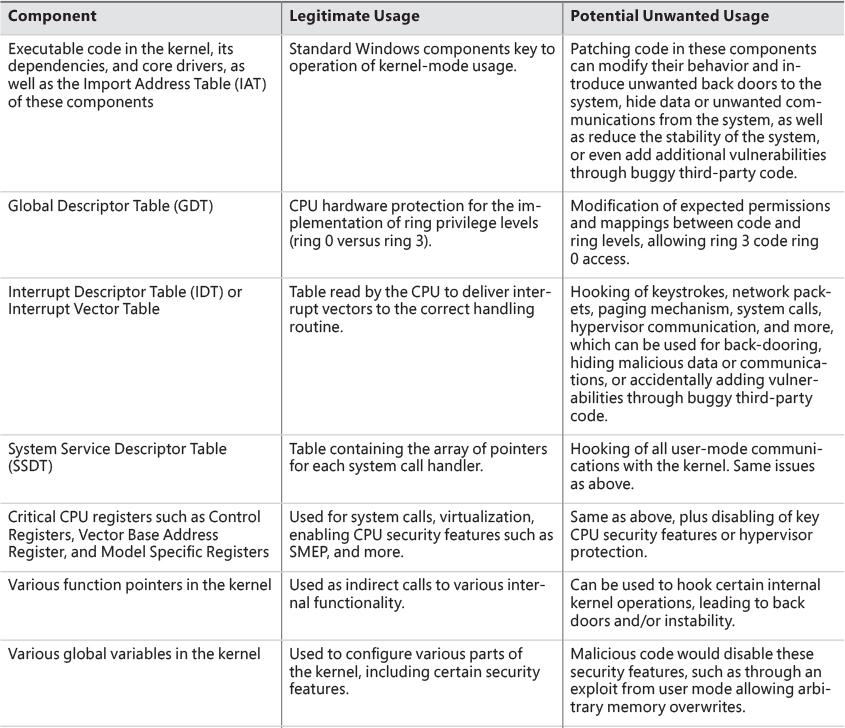 Component
Legitimate Usage
Potential Unwanted Usage
Executable code in the kernel, its
dependencies, and core drivers, as
well as the Import Address Table (IAT)
of these components
Standard Windows components key to
operation of kernel-mode usage.
Patching code in these components
can modify their behavior and in-
troduce unwanted back doors to the
system, hide data or unwanted com-
munications from the system, as well
as reduce the stability of the system,
or even add additional vulnerabilities
through buggy third-party code.
Global Descriptor Table (GDT)
CPU hardware protection for the im-
plementation of ring privilege levels
(ring 0 versus ring 3).
Modification of expected permissions
and mappings between code and
ring levels, allowing ring 3 code ring
0 access.
Interrupt Descriptor Table (IDT) or
Interrupt Vector Table
Table read by the CPU to deliver inter-
rupt vectors to the correct handling
routine.
Hooking of keystrokes, network pack-
ets, paging mechanism, system calls,
hypervisor communication, and more,
which can be used for back-dooring,
hiding malicious data or communica-
tions, or accidentally adding vulner-
abilities through buggy third-party
code.
System Service Descriptor Table
(SSDT)
Table containing the array of pointers
for each system call handler.
Hooking of all user-mode communi-
cations with the kernel. Same issues
as above.
Critical CPU registers such as Control
Registers, Vector Base Address
Register, and Model Specific Registers
Used for system calls, virtualization,
enabling CPU security features such as
SMEP, and more.
Same as above, plus disabling of key
CPU security features or hypervisor
protection.
Various function pointers in the kernel
Used as indirect calls to various inter-
nal functionality.
Can be used to hook certain internal
kernel operations, leading to back
doors and/or instability.
Various global variables in the kernel
Used to configure various parts of
the kernel, including certain security
features.
Malicious code would disable these
security features, such as through an
exploit from user mode allowing arbi-
trary memory overwrites.